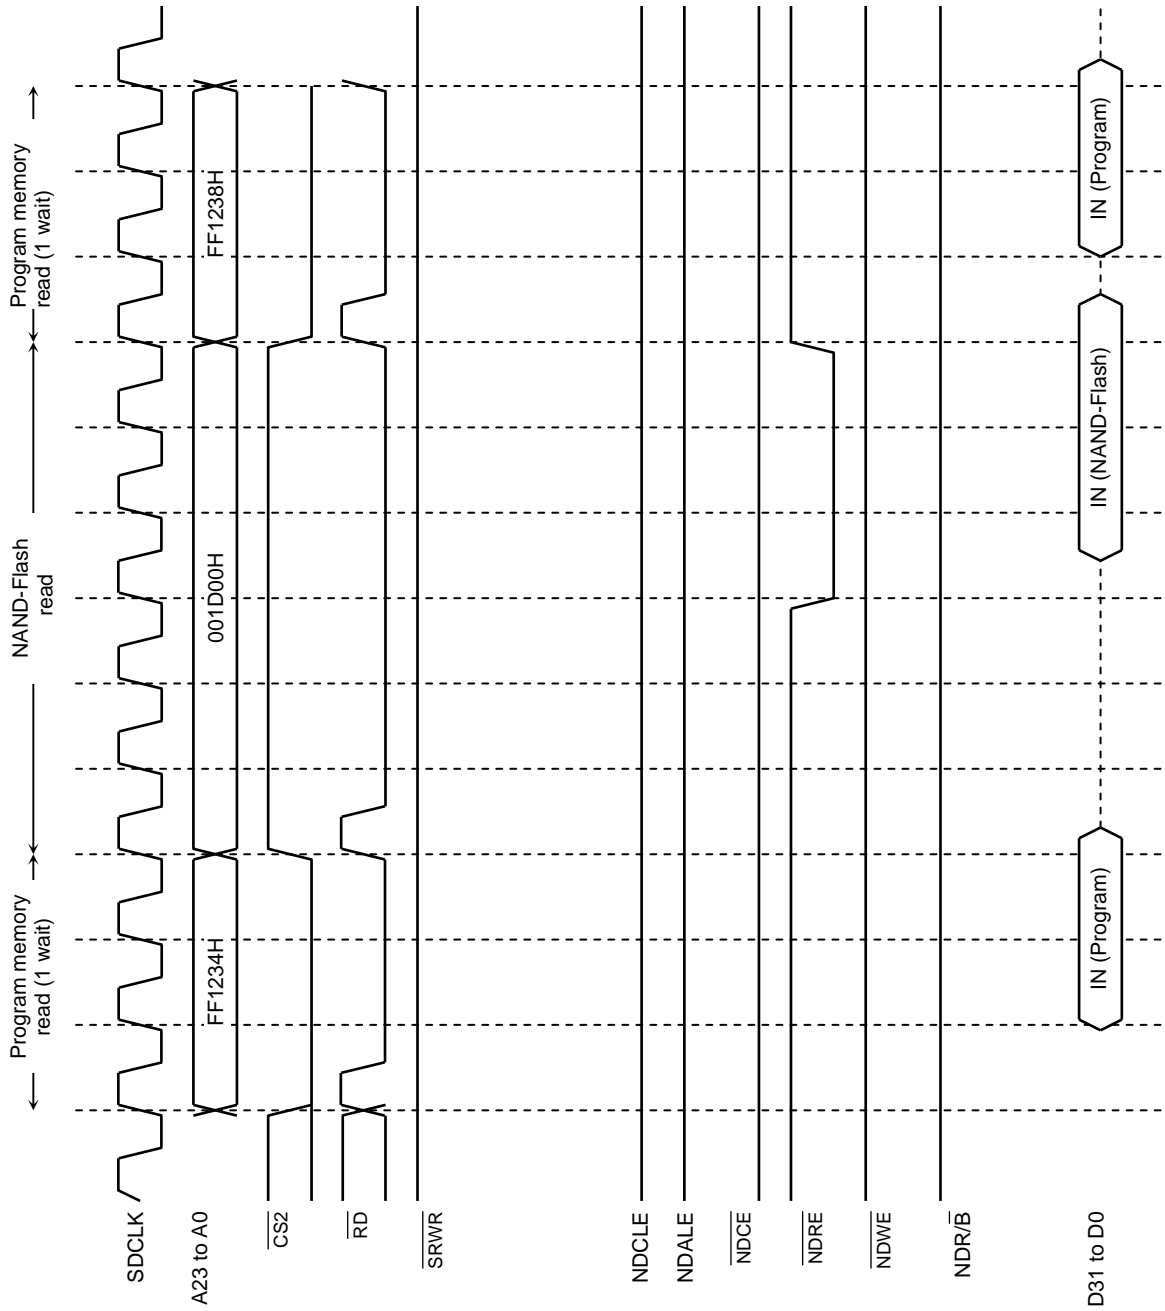 Program memory
read (1 wait)
NAND-Flash
read
Program memory
read (1 wait)
SDCLK
A23 to A0
FF1234H
001D00H
FF1238H
CS2
RD
SRWR
NDCLE
NDALE
NDCE
NDRE
NDWE
NDR/B
D31 to D0
IN (Program)
IN (NAND-Flash)
IN (Program)